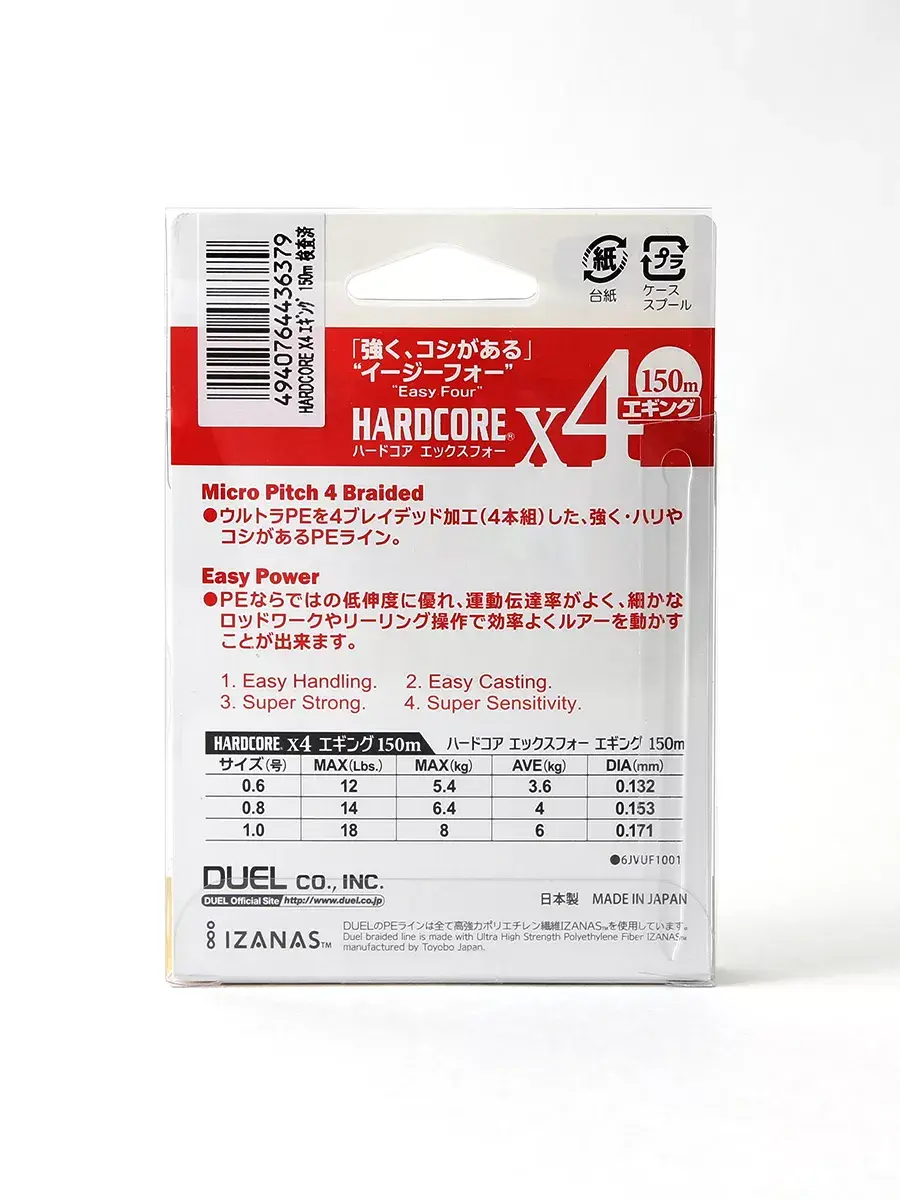 4940764436379
HARDCORE X4 エギング 150m 検査済
紙
台紙
プラ
ケース
スプール
「強く、コシがある」
“イージーフォー”
"Easy Four"
HARDCORE® X4
ハードコア エックスフォー
150m
エギング
Micro Pitch 4 Braided
●ウルトラPEを4ブレイデッド加工(4本組)した、強く・ハリや
コシがあるPEライン。
Easy Power
●PEならではの低伸度に優れ、運動伝達率がよく、細かな
ロッドワークやリーリング操作で効率よくルアーを動かす
ことが出来ます。
1. Easy Handling. 2. Easy Casting.
3. Super Strong. 4. Super Sensitivity.
HARDCORE® X4 エギング 150m ハードコア エックスフォー エギング 150m
サイズ(号) MAX(Lbs.) MAX(kg) AVE(kg) DIA(mm)
0.6 12 5.4 3.6 0.132
0.8 14 6.4 4 0.153
1.0 18 8 6 0.171
●6JVUF1001
DUEL CO., INC.
DUEL Official Site http://www.duel.co.jp
日本製 MADE IN JAPAN
IZANAS™
DUELのPEラインは全て高強力ポリエチレン繊維IZANAS™を使用しています。
Duel braided line is made with Ultra High Strength Polyethylene Fiber IZANAS™
manufactured by Toyobo Japan.